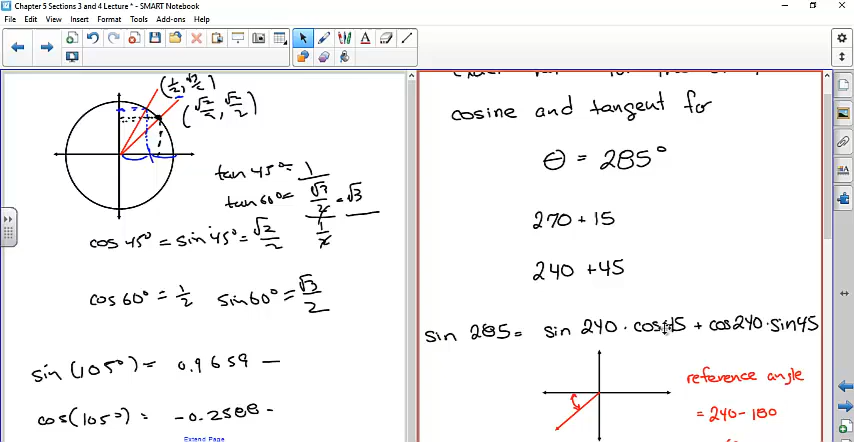 Chapter 5 Sections 3 and 4 Lecture * - SMART Notebook
File Edit View Insert Format Tools Add-ons Help
(1/2, √3/2)
(√2/2, √2/2)
tan 45° = 1
tan 60° = (√3/2)/(1/2) = √3
cos 45° = sin 45° = √2/2
cos 60° = 1/2 sin 60° = √3/2
sin(105°) = 0.9659
cos(105°) = -0.2588
Extend Page
cosine and tangent for
θ = 285°
270 + 15
240 + 45
sin 285 = sin 240 · cos 45 + cos 240 · sin 45
reference angle
= 240 - 180